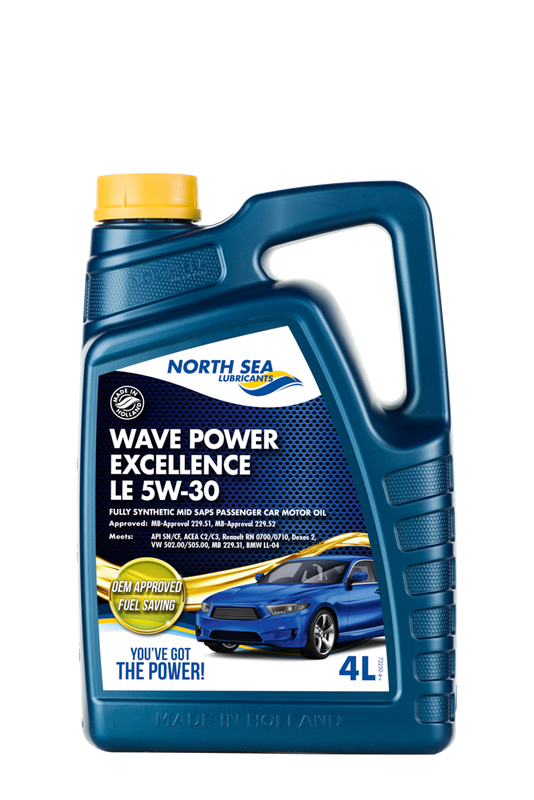 NORTH SEA
LUBRICANTS
MADE IN
HOLLAND
WAVE POWER
EXCELLENCE
LE 5W-30
FULLY SYNTHETIC MID SAPS PASSENGER CAR MOTOR OIL
Approved: MB-Approval 229.51, MB-Approval 229.52
Meets: API SN/CF, ACEA C2/C3, Renault RN 0700/0710, Dexos 2,
VW 502.00/505.00, MB 229.31, BMW LL-04
OEM APPROVED
FUEL SAVING
YOU'VE GOT
THE POWER!
4L
MADE IN HOLLAND